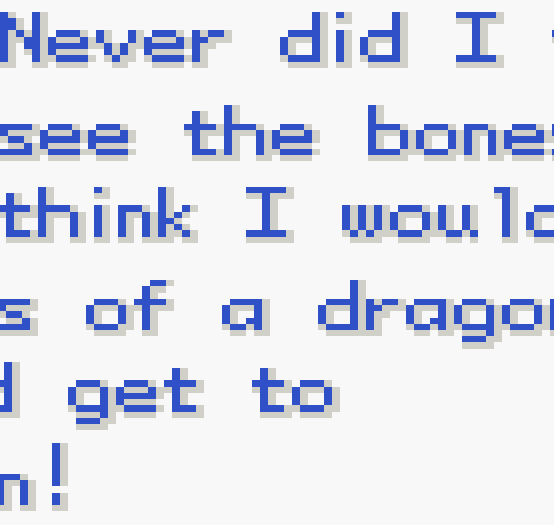 Never did I
see the bones
think I would
s of a dragon
d get to
n!